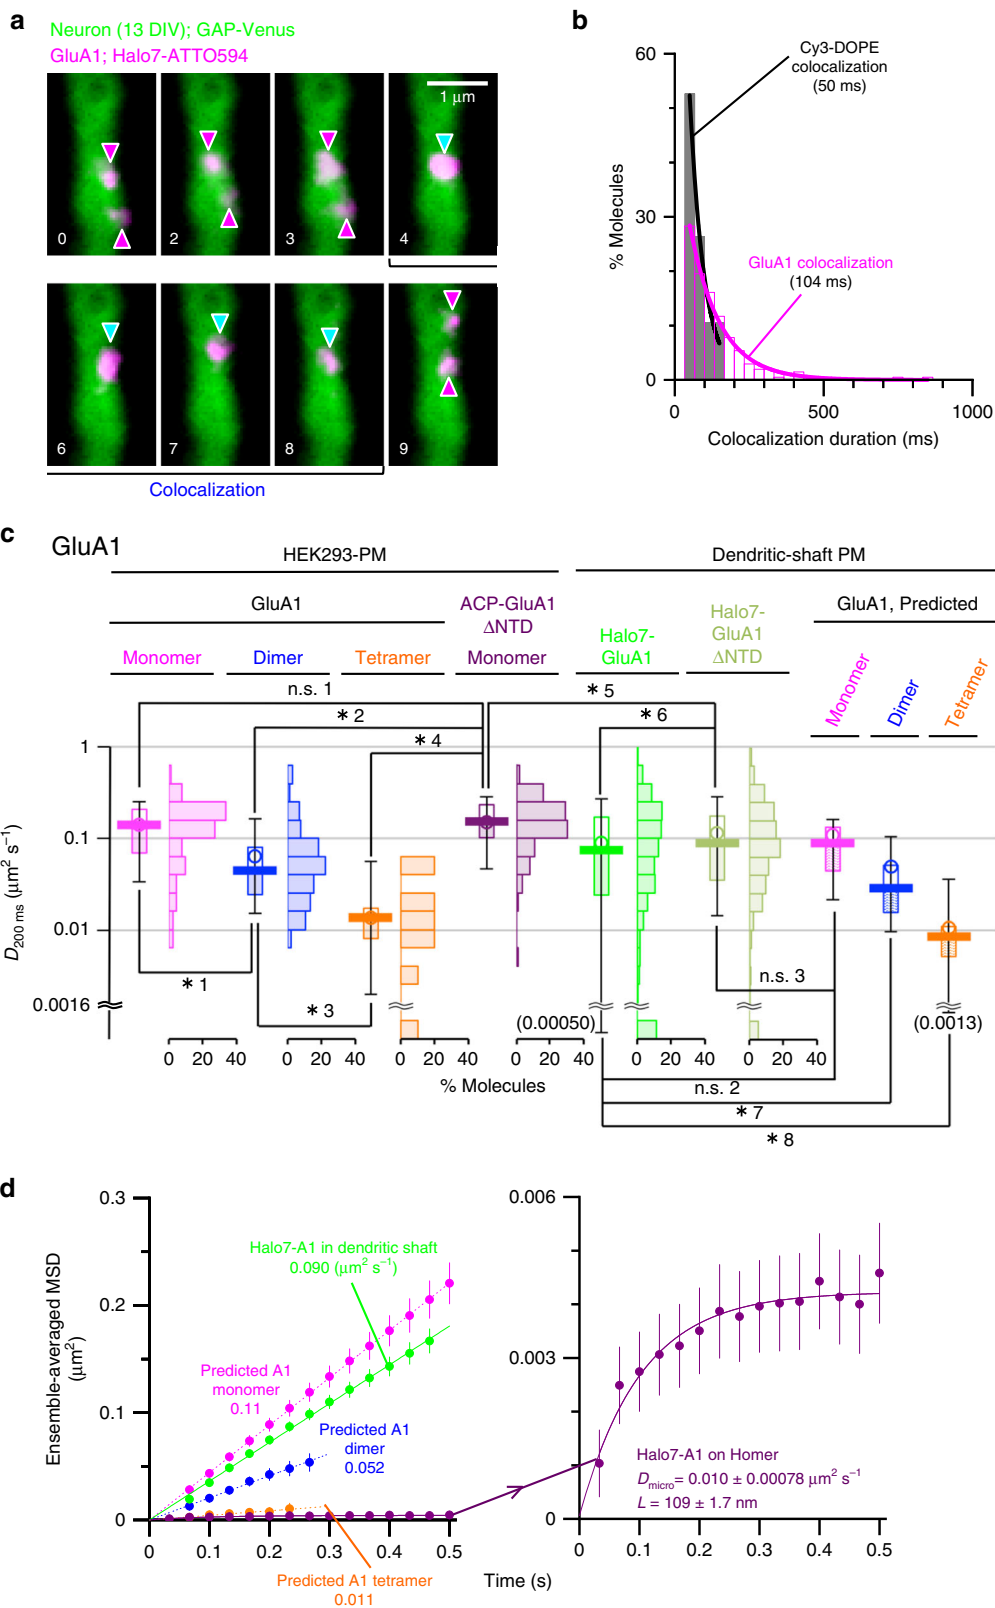 a
Neuron (13 DIV); GAP-Venus
GluA1; Halo7-ATTO594
1 μm
0
2
3
4
6
7
8
9
Colocalization
b
60
30
0
% Molecules
Cy3-DOPE
colocalization
(50 ms)
GluA1 colocalization
(104 ms)
0
500
1000
Colocalization duration (ms)
c
GluA1
HEK293-PM
Dendritic-shaft PM
GluA1
ACP-GluA1
ΔNTD
Halo7-
GluA1
Halo7-
GluA1
ΔNTD
GluA1, Predicted
Monomer
Dimer
Tetramer
Monomer
Monomer
Dimer
Tetramer
n.s. 1
* 2
* 4
* 5
* 6
1
0.1
0.01
0.0016
D200 ms (μm² s⁻¹)
* 1
* 3
n.s. 3
(0.00050)
(0.0013)
0 20 40
0 20 40
0 20 40
0 20 40
0 20 40
0 20 40
% Molecules
n.s. 2
* 7
* 8
d
0.3
0.2
0.1
0
Ensemble-averaged MSD
(μm²)
Halo7-A1 in dendritic shaft
0.090 (μm² s⁻¹)
Predicted A1
monomer
0.11
Predicted A1
dimer
0.052
Predicted A1 tetramer
0.011
0 0.1 0.2 0.3 0.4 0.5
Time (s)
0.006
0.003
0
Halo7-A1 on Homer
Dmicro= 0.010 ± 0.00078 μm² s⁻¹
L = 109 ± 1.7 nm
0 0.1 0.2 0.3 0.4 0.5